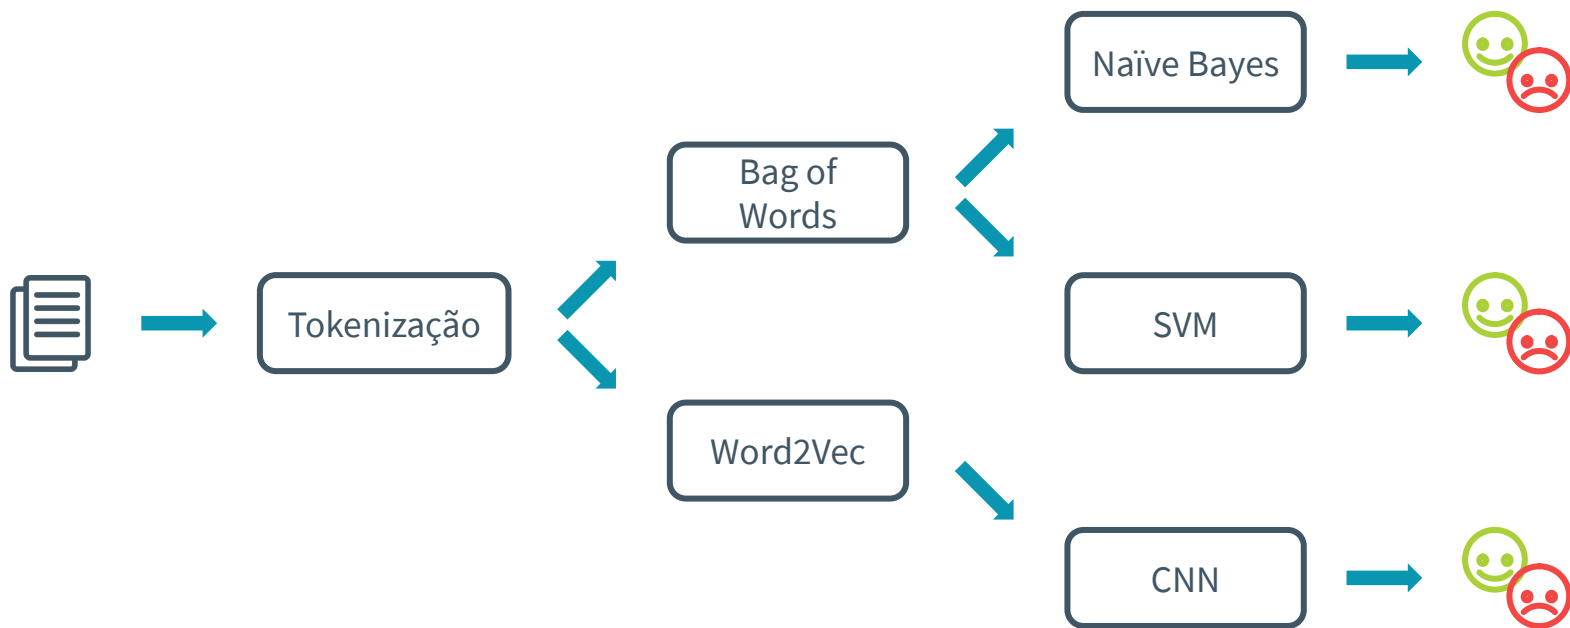 Naïve Bayes
Bag of
Words
Tokenização
SVM
Word2Vec
CNN